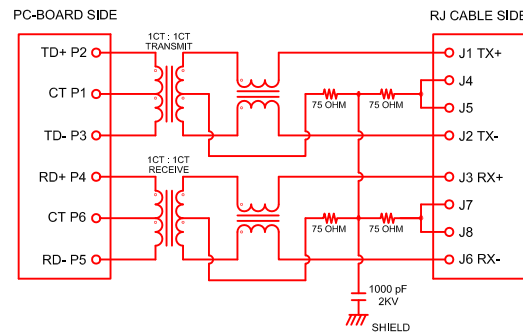 PC-BOARD SIDE
RJ CABLE SIDE
1CT : 1CT
TRANSMIT
TD+ P2
J1 TX+
J4
CT P1
75 OHM
75 OHM
J5
TD- P3
J2 TX-
1CT : 1CT
RECEIVE
RD+ P4
J3 RX+
J7
CT P6
75 OHM
75 OHM
J8
RD- P5
J6 RX-
1000 pF
2KV
SHIELD